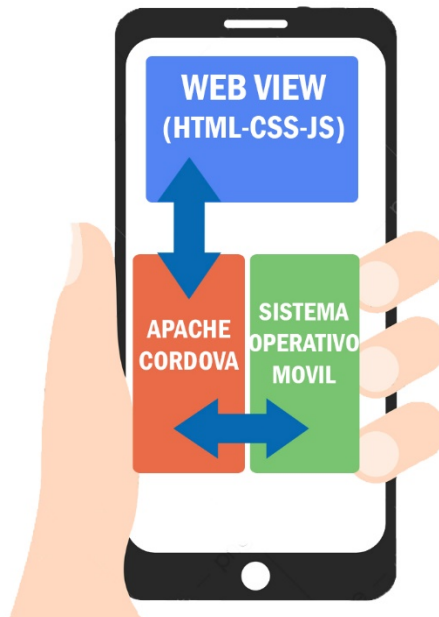 WEB VIEW
(HTML-CSS-JS)
APACHE
CORDOVA
SISTEMA
OPERATIVO
MOVIL